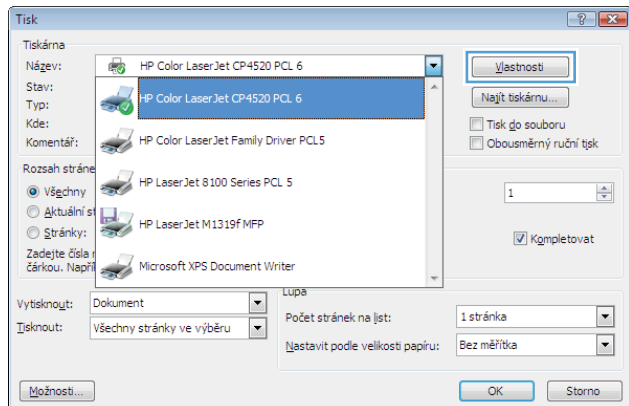 Tisk
Tiskárna
Název: HP Color LaserJet CP4520 PCL 6
Vlastnosti
Stav:
HP Color LaserJet CP4520 PCL 6
Typ:
Najít tiskárnu...
Kde:
Tisk do souboru
Komentář:
HP Color LaserJet Family Driver PCL5
Obousměrný ruční tisk
Rozsah stráne
Všechny
HP LaserJet 8100 Series PCL 5
1
Aktuální st
HP LaserJet M1319f MFP
Stránky:
Kompletovat
Zadejte čísla r
čárkou. Napří
Microsoft XPS Document Writer
Lupa
Vytisknout: Dokument
Počet stránek na list: 1 stránka
Tisknout: Všechny stránky ve výběru
Nastavit podle velikosti papíru: Bez měřítka
Možnosti...
OK
Storno